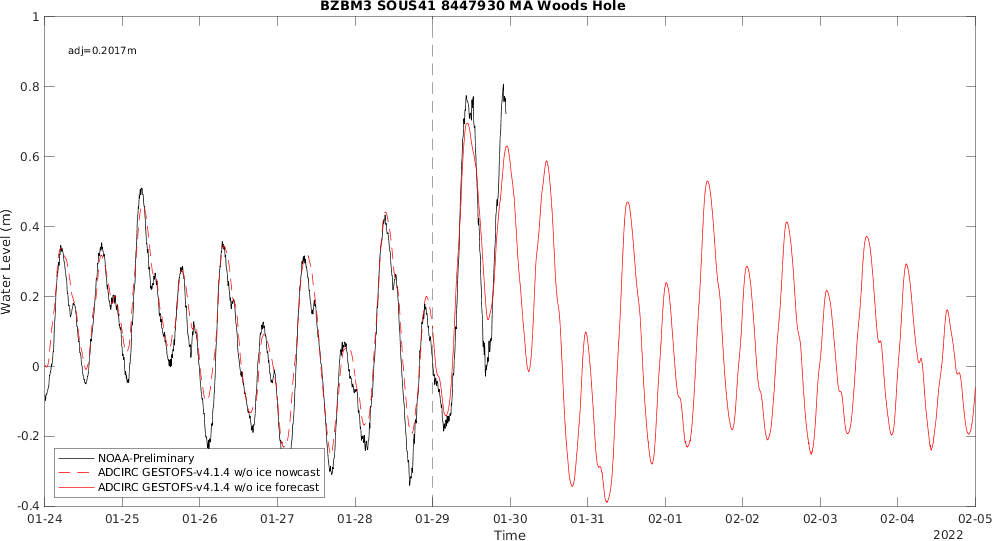 BZBM3 SOUS41 8447930 MA Woods Hole
adj=0.2017m
1
0.8
0.6
0.4
0.2
0
-0.2
-0.4
Water Level (m)
NOAA-Preliminary
ADCIRC GESTOFS-v4.1.4 w/o ice nowcast
ADCIRC GESTOFS-v4.1.4 w/o ice forecast
01-24 01-25 01-26 01-27 01-28 01-29 01-30 01-31 02-01 02-02 02-03 02-04 02-05
Time
2022